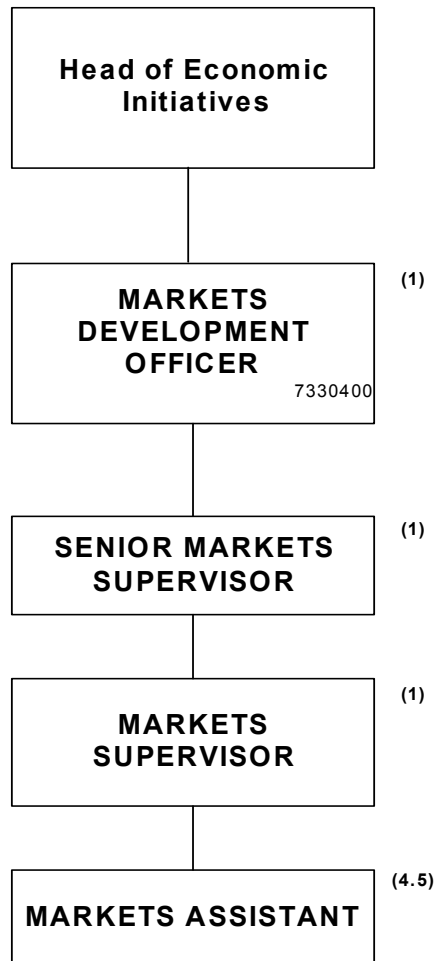 Head of Economic
Initiatives
(1)
MARKETS
DEVELOPMENT
OFFICER
7330400
(1)
SENIOR MARKETS
SUPERVISOR
(1)
MARKETS
SUPERVISOR
(4.5)
MARKETS ASSISTANT